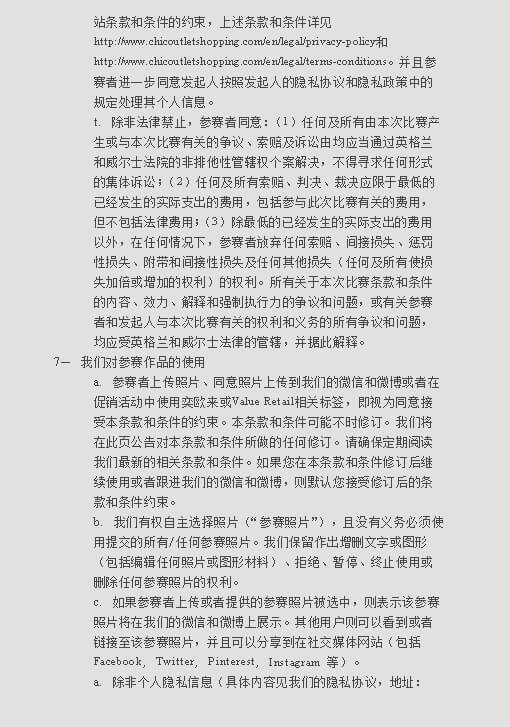 站条款和条件的约束，上述条款和条件详见
http://www.chicoutletshopping.com/en/legal/privacy-policy和
http://www.chicoutletshopping.com/en/legal/terms-conditions。并且参
赛者进一步同意发起人按照发起人的隐私协议和隐私政策中的
规定处理其个人信息。
t. 除非法律禁止，参赛者同意：（1）任何及所有由本次比赛产
生或与本次比赛有关的争议、索赔及诉讼由均应当通过英格兰
和威尔士法院的非排他性管辖权个案解决，不得寻求任何形式
的集体诉讼；（2）任何及所有索赔、判决、裁决应限于最低的
已经发生的实际支出的费用，包括参与此次比赛有关的费用，
但不包括法律费用；（3）除最低的已经发生的实际支出的费用
以外，在任何情况下，参赛者放弃任何索赔、间接损失、惩罚
性损失、附带和间接性损失及任何其他损失（任何及所有使损
失加倍或增加的权利）的权利。所有关于本次比赛条款和条件
的内容、效力、解释和强制执行力的争议和问题，或有关参赛
者和发起人与本次比赛有关的权利和义务的所有争议和问题，
均应受英格兰和威尔士法律的管辖，并据此解释。
7— 我们对参赛作品的使用
a. 参赛者上传照片、同意照片上传到我们的微信和微博或者在
促销活动中使用奕欧来或Value Retail相关标签，即视为同意接
受本条款和条件的约束。本条款和条件可能不时修订。我们将
在此页公告对本条款和条件所做的任何修订。请确保定期阅读
我们最新的相关条款和条件。如果您在本条款和条件修订后继
续使用或者跟进我们的微信和微博，则默认您接受修订后的条
款和条件约束。
b. 我们有权自主选择照片（“参赛照片”），且没有义务必须使
用提交的所有/任何参赛照片。我们保留作出增删文字或图形
（包括编辑任何照片或图形材料）、拒绝、暂停、终止使用或
删除任何参赛照片的权利。
c. 如果参赛者上传或者提供的参赛照片被选中，则表示该参赛
照片将在我们的微信和微博上展示。其他用户则可以看到或者
链接至该参赛照片，并且可以分享到在社交媒体网站（包括
Facebook, Twitter, Pinterest, Instagram 等）。
a. 除非个人隐私信息（具体内容见我们的隐私协议，地址：